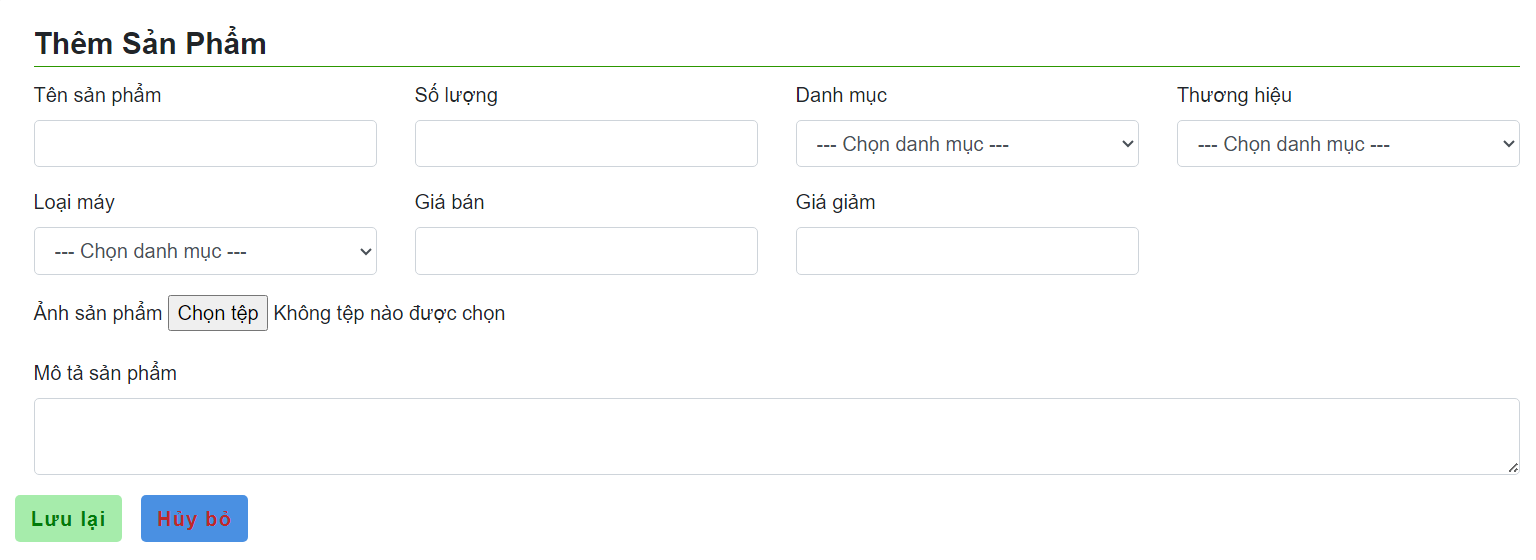 Thêm Sản Phẩm
Tên sản phẩm Số lượng Danh mục Thương hiệu
--- Chọn danh mục --- --- Chọn danh mục ---
Loại máy Giá bán Giá giảm
--- Chọn danh mục ---
Ảnh sản phẩm Chọn tệp Không tệp nào được chọn
Mô tả sản phẩm
Lưu lại Hủy bỏ